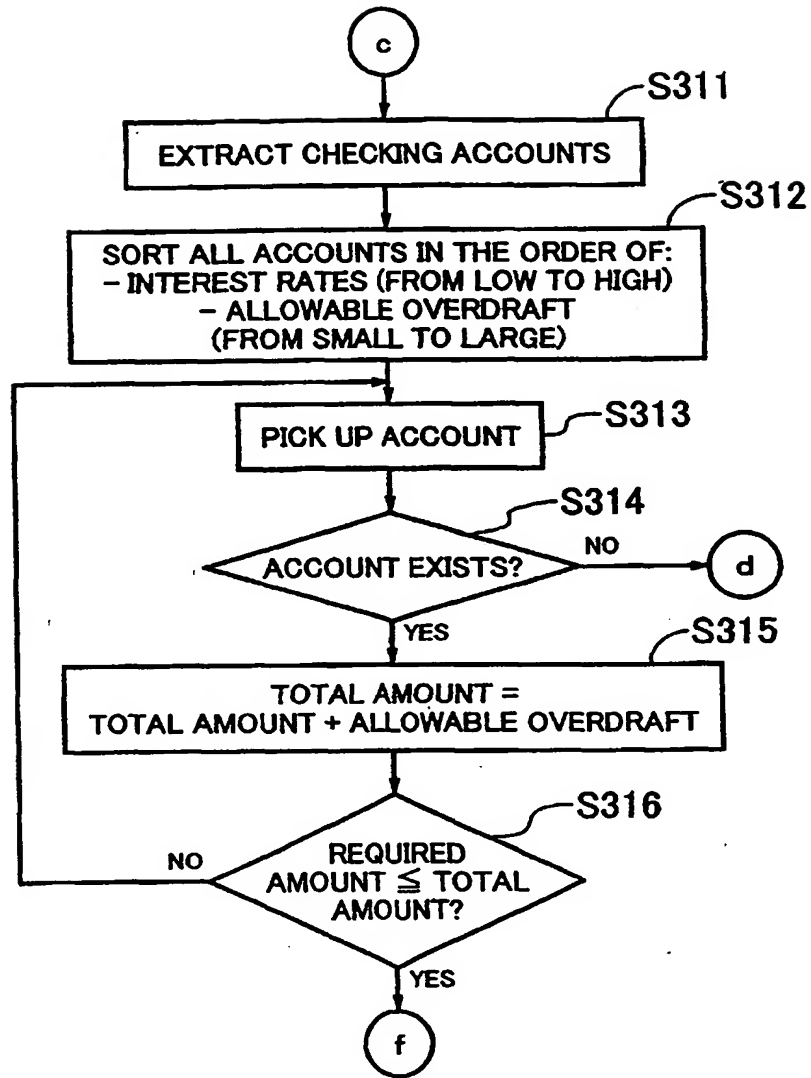 c
S311
EXTRACT CHECKING ACCOUNTS
S312
SORT ALL ACCOUNTS IN THE ORDER OF:
– INTEREST RATES (FROM LOW TO HIGH)
– ALLOWABLE OVERDRAFT
(FROM SMALL TO LARGE)
S313
PICK UP ACCOUNT
S314
ACCOUNT EXISTS?
NO
d
YES
S315
TOTAL AMOUNT =
TOTAL AMOUNT + ALLOWABLE OVERDRAFT
S316
NO
REQUIRED
AMOUNT ≦ TOTAL
AMOUNT?
YES
f